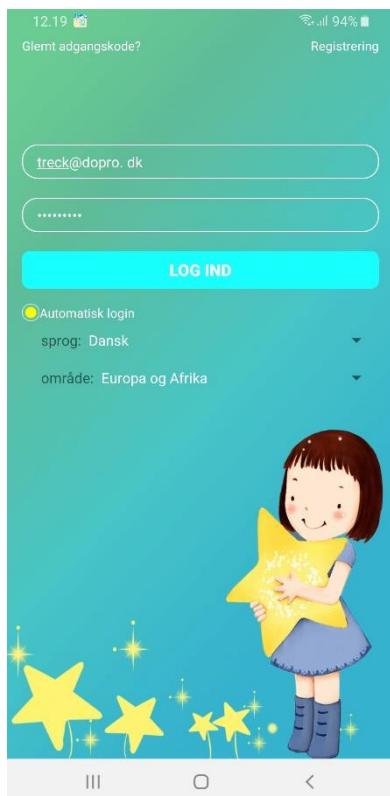 12.19 94%
Glemt adgangskode? Registrering
treck@dopro. dk
•••••••••
LOG IND
Automatisk login
sprog: Dansk
område: Europa og Afrika